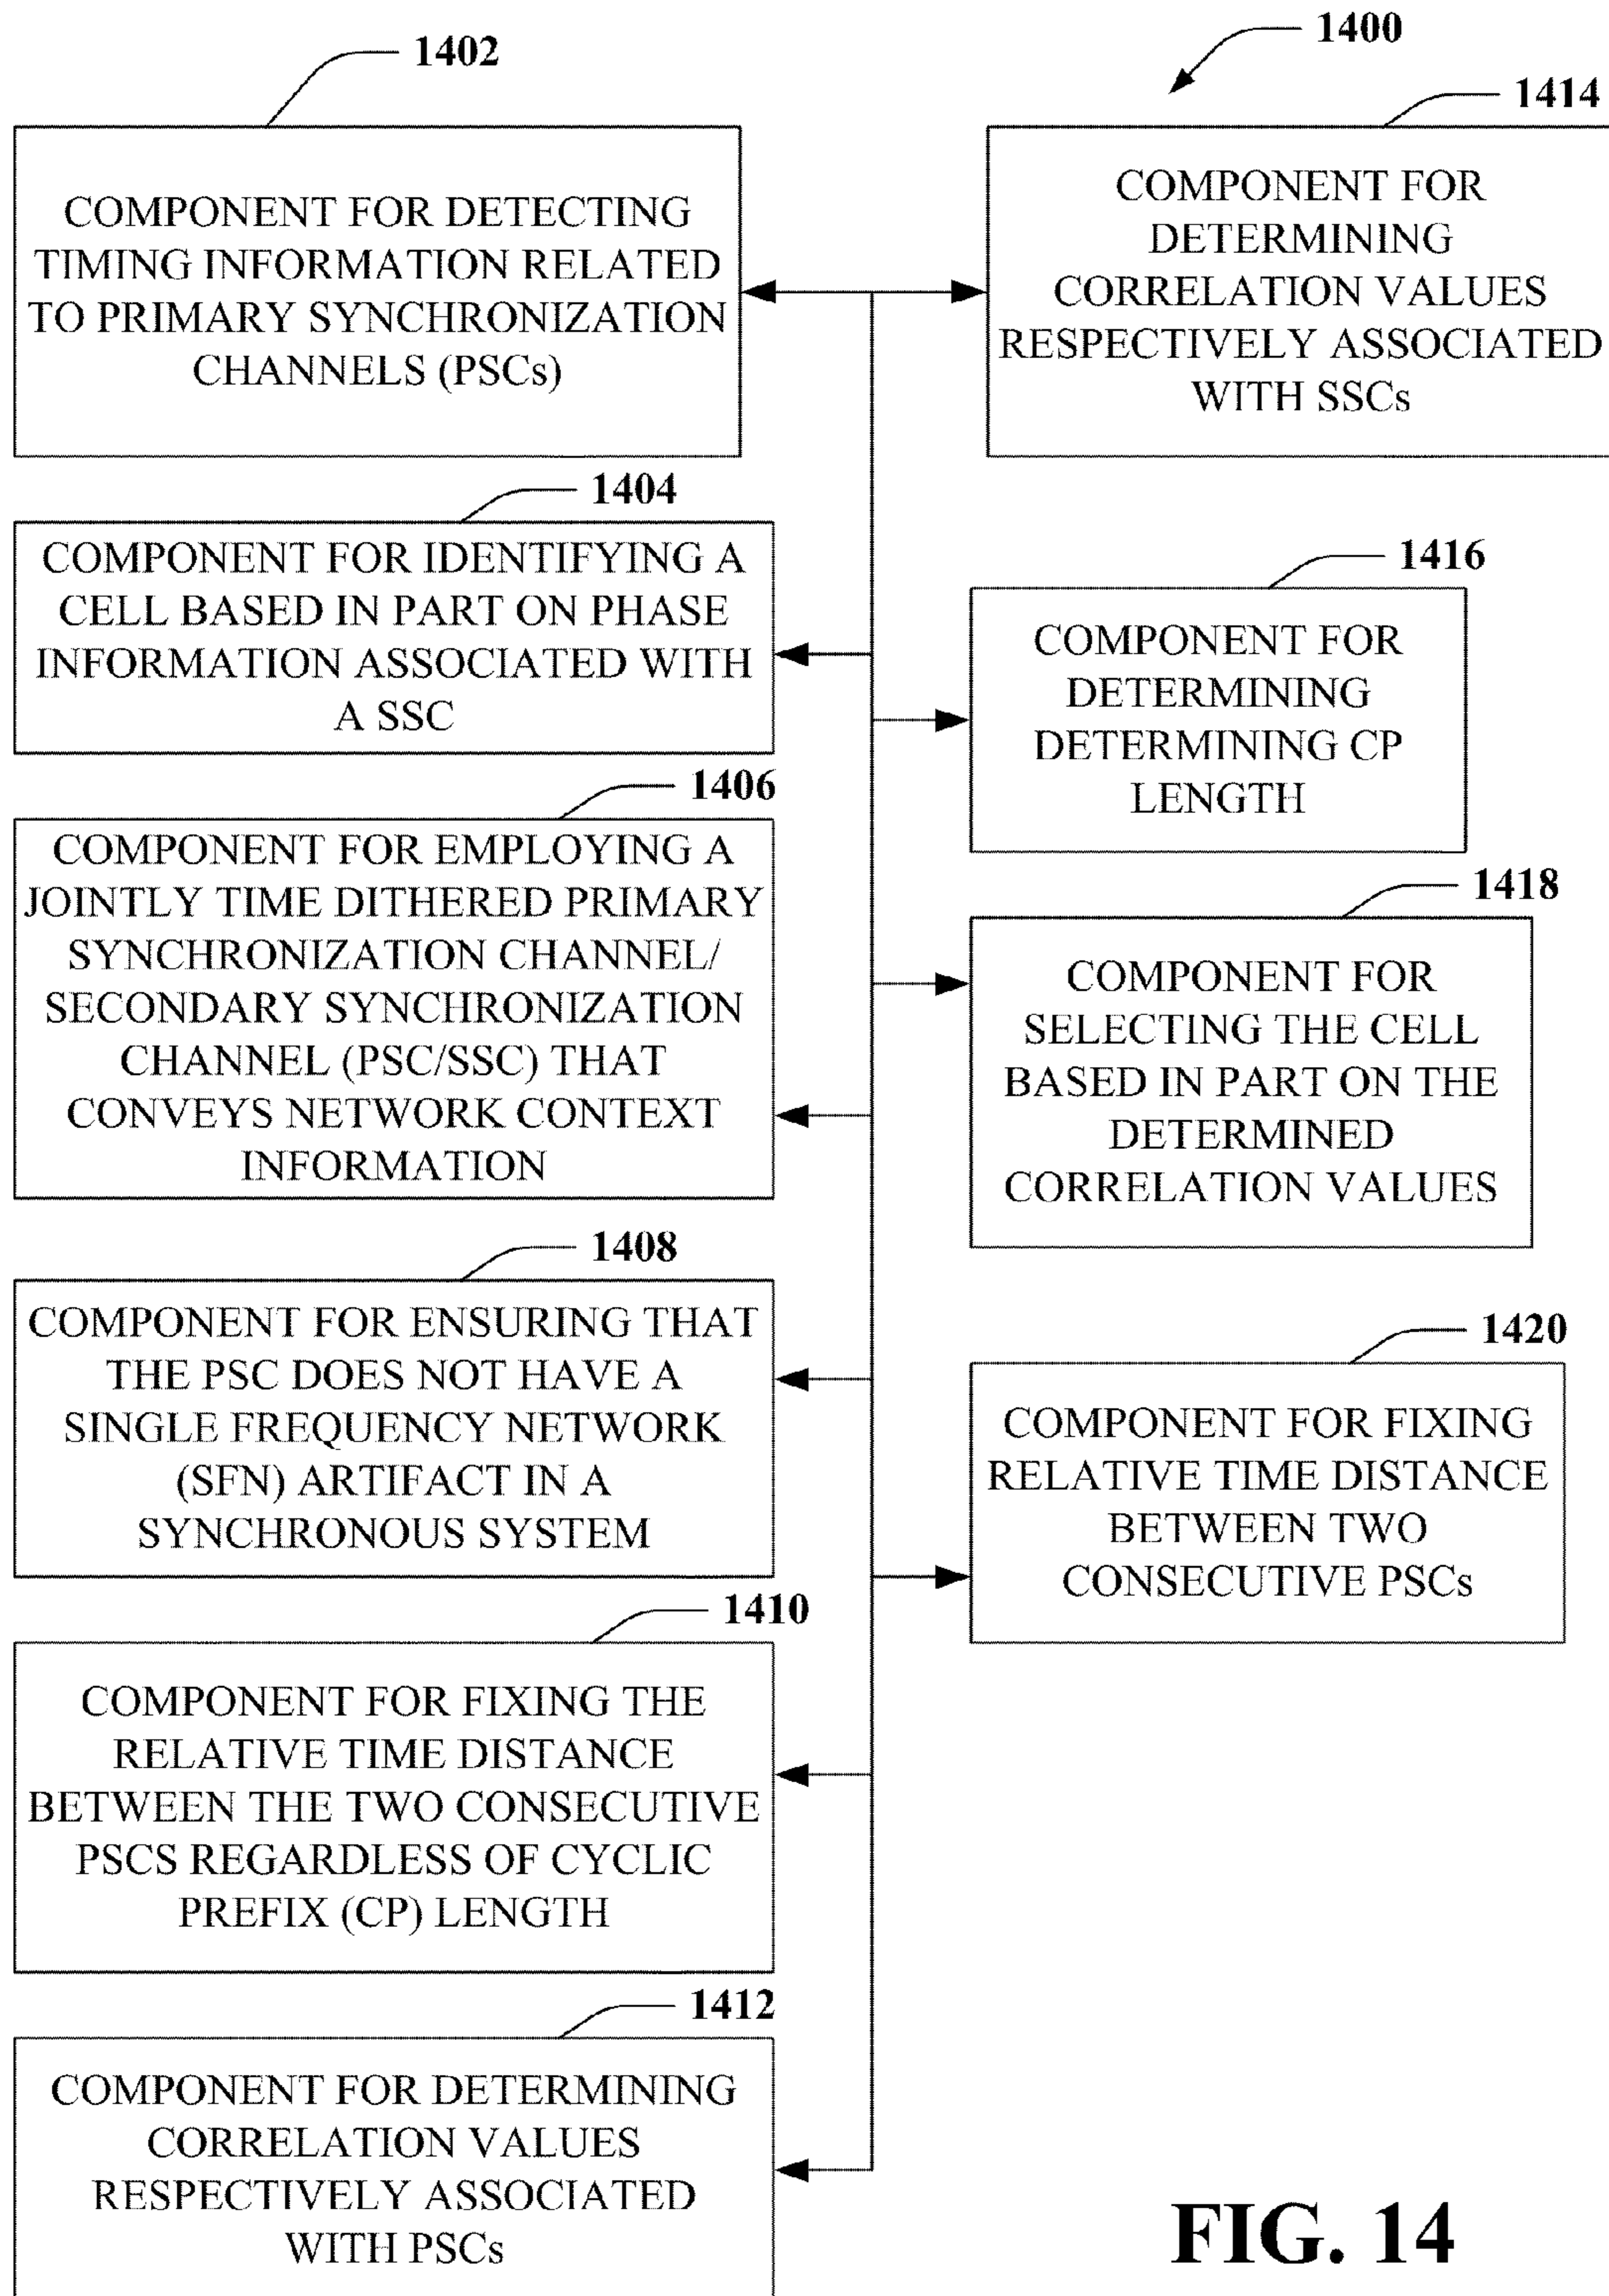 1400
1402
COMPONENT FOR DETECTING
TIMING INFORMATION RELATED
TO PRIMARY SYNCHRONIZATION
CHANNELS (PSCs)
1404
COMPONENT FOR IDENTIFYING A
CELL BASED IN PART ON PHASE
INFORMATION ASSOCIATED WITH
A SSC
1406
COMPONENT FOR EMPLOYING A
JOINTLY TIME DITHERED PRIMARY
SYNCHRONIZATION CHANNEL/
SECONDARY SYNCHRONIZATION
CHANNEL (PSC/SSC) THAT
CONVEYS NETWORK CONTEXT
INFORMATION
1408
COMPONENT FOR ENSURING THAT
THE PSC DOES NOT HAVE A
SINGLE FREQUENCY NETWORK
(SFN) ARTIFACT IN A
SYNCHRONOUS SYSTEM
1410
COMPONENT FOR FIXING THE
RELATIVE TIME DISTANCE
BETWEEN THE TWO CONSECUTIVE
PSCS REGARDLESS OF CYCLIC
PREFIX (CP) LENGTH
1412
COMPONENT FOR DETERMINING
CORRELATION VALUES
RESPECTIVELY ASSOCIATED
WITH PSCs
1414
COMPONENT FOR
DETERMINING
CORRELATION VALUES
RESPECTIVELY ASSOCIATED
WITH SSCs
1416
COMPONENT FOR
DETERMINING
DETERMINING CP
LENGTH
1418
COMPONENT FOR
SELECTING THE CELL
BASED IN PART ON THE
DETERMINED
CORRELATION VALUES
1420
COMPONENT FOR FIXING
RELATIVE TIME DISTANCE
BETWEEN TWO
CONSECUTIVE PSCs
FIG. 14